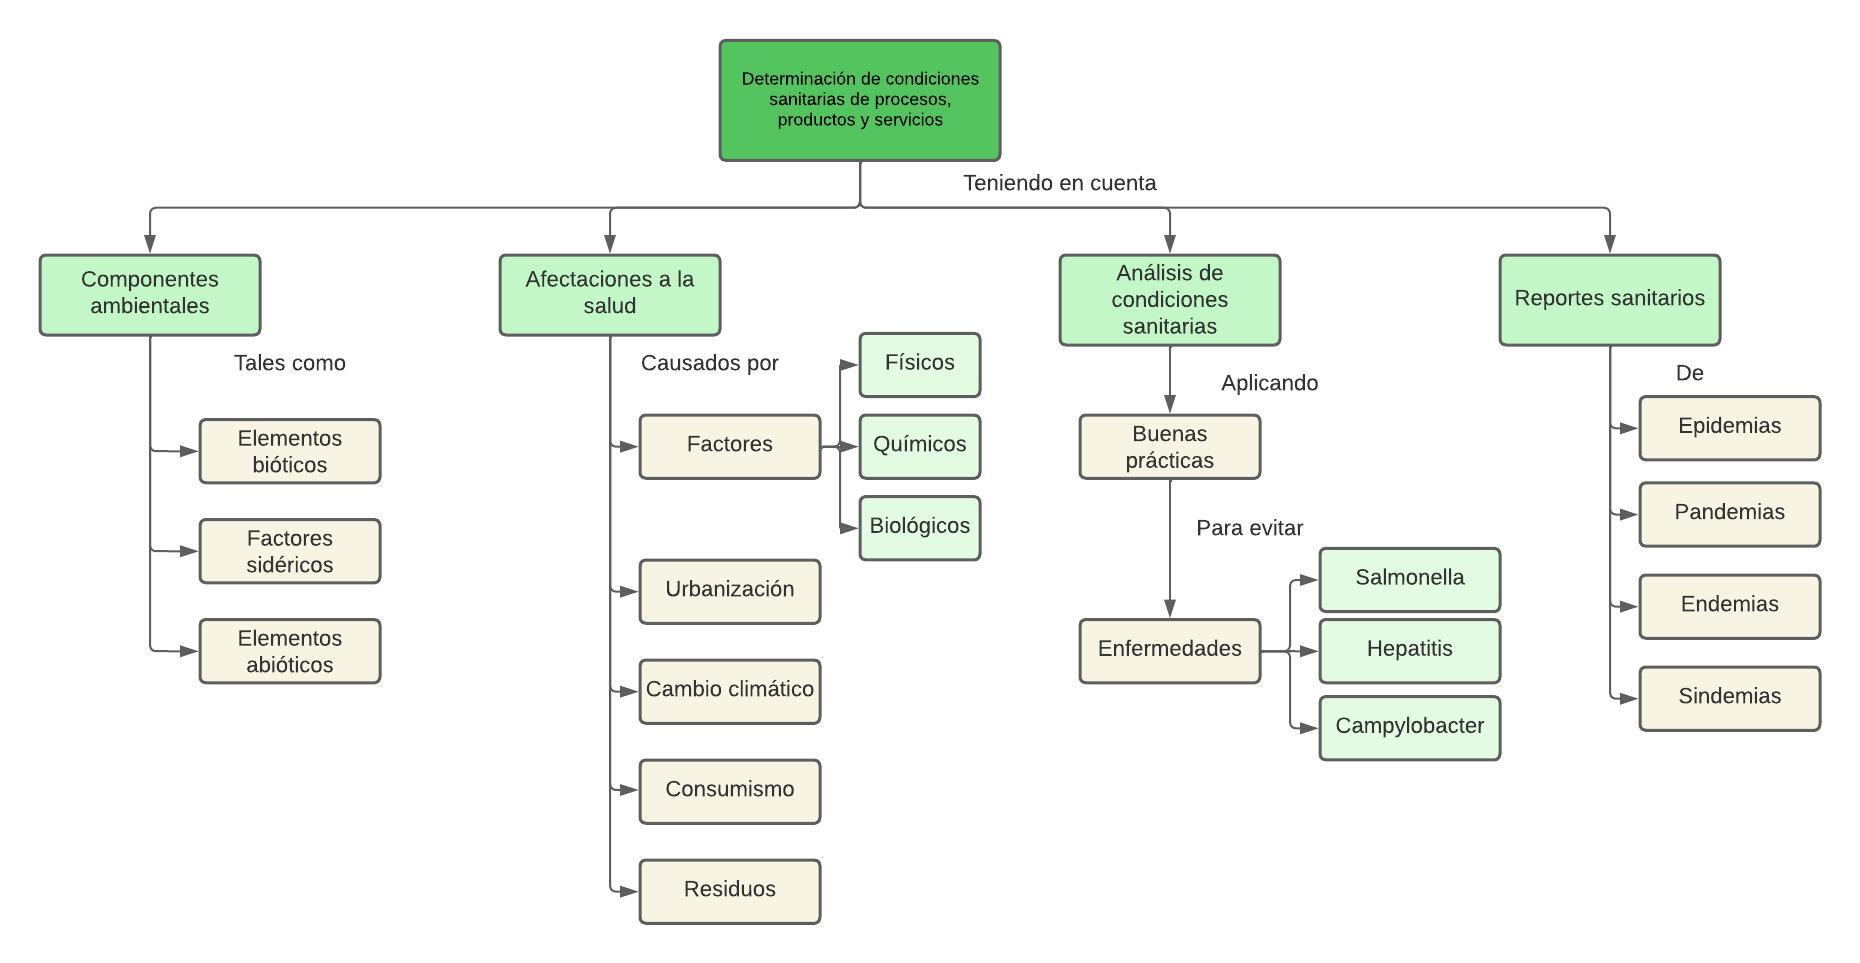 Determinación de condiciones
sanitarias de procesos,
productos y servicios
Teniendo en cuenta
Componentes
ambientales
Tales como
Elementos
bióticos
Factores
sidéricos
Elementos
abióticos
Afectaciones a la
salud
Causados por
Factores
Físicos
Químicos
Biológicos
Urbanización
Cambio climático
Consumismo
Residuos
Análisis de
condiciones
sanitarias
Aplicando
Buenas
prácticas
Para evitar
Enfermedades
Salmonella
Hepatitis
Campylobacter
Reportes sanitarios
De
Epidemias
Pandemias
Endemias
Sindemias